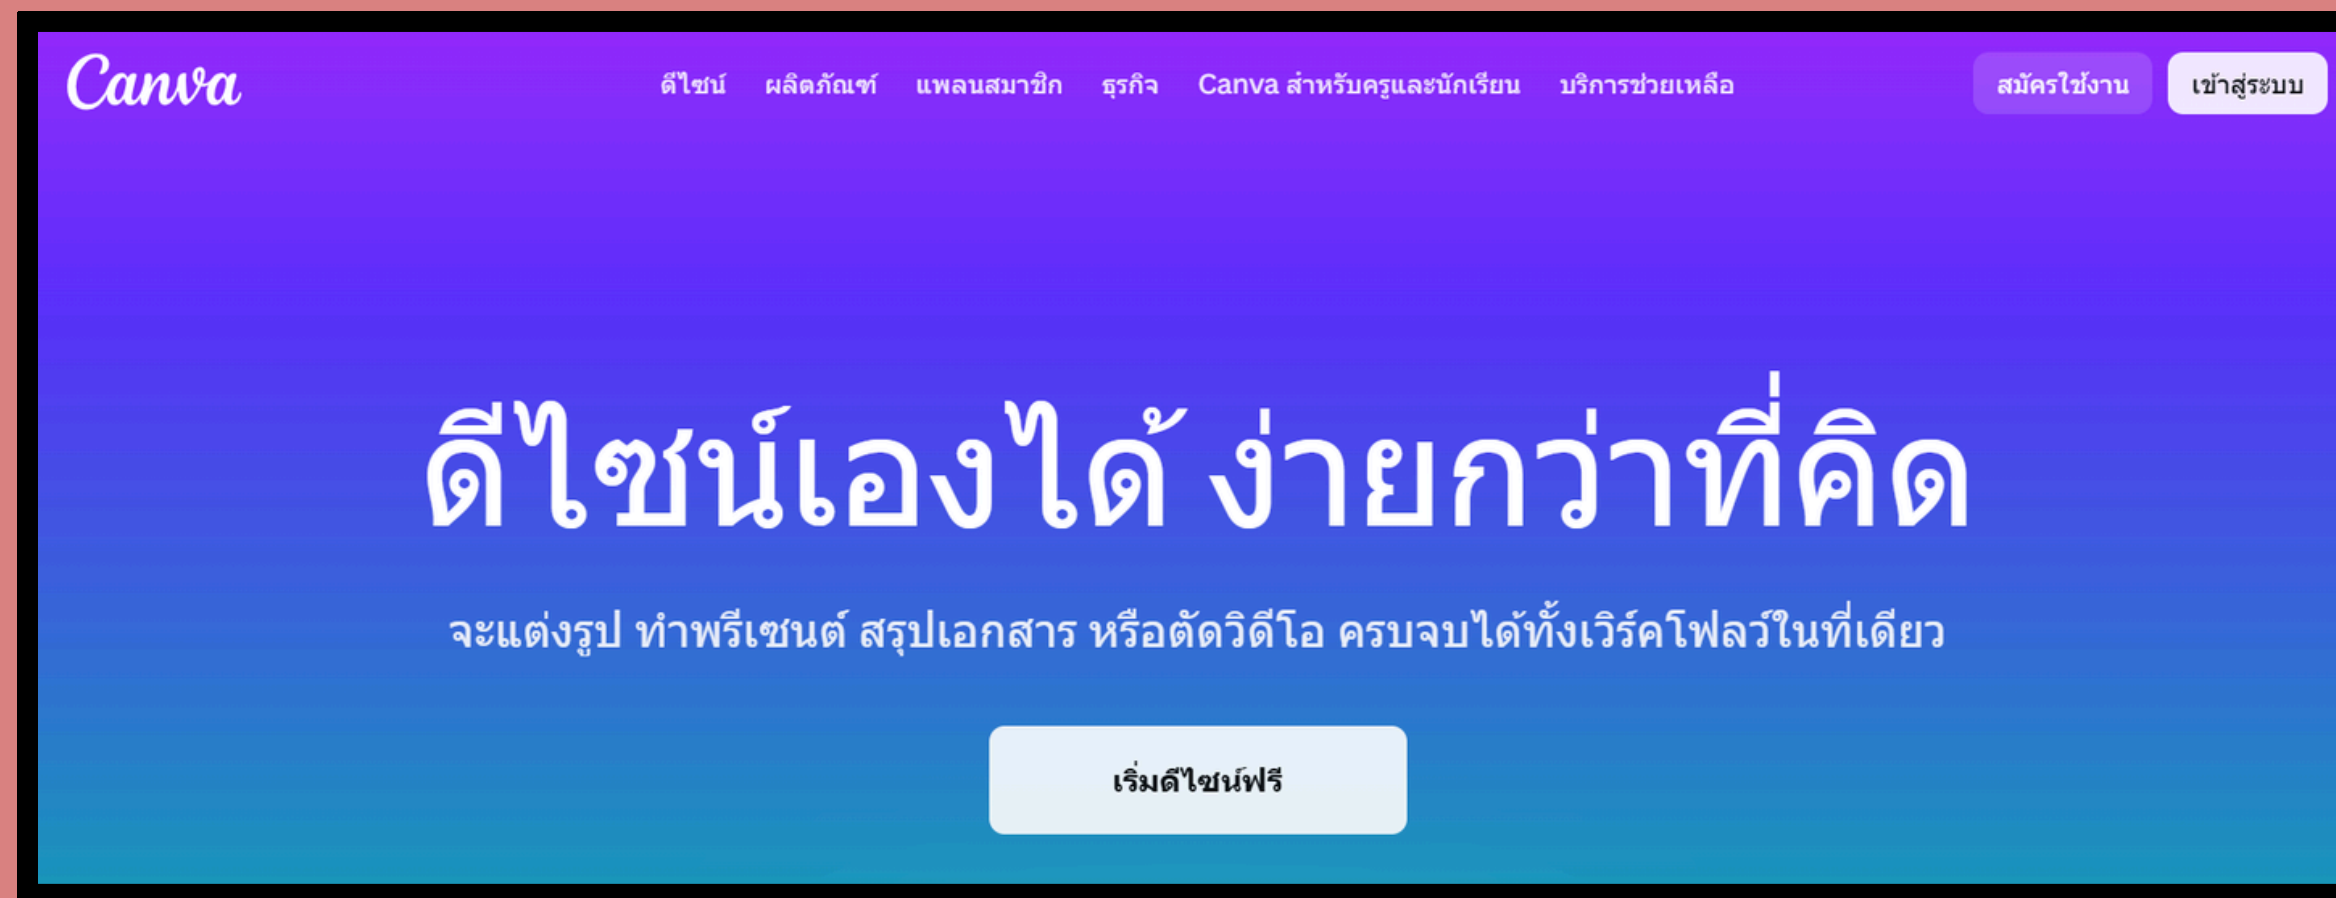 Canva ดีไซน์ ผลิตภัณฑ์ แพลนสมาชิก ธุรกิจ Canva สำหรับครูและนักเรียน บริการช่วยเหลือ สมัครใช้งาน เข้าสู่ระบบ
ดีไซน์เองได้ ง่ายกว่าที่คิด
จะแต่งรูป ทำพรีเซนต์ สรุปเอกสาร หรือตัดวิดีโอ ครบจบได้ทั้งเวิร์คโฟลว์ในที่เดียว
เริ่มดีไซน์ฟรี